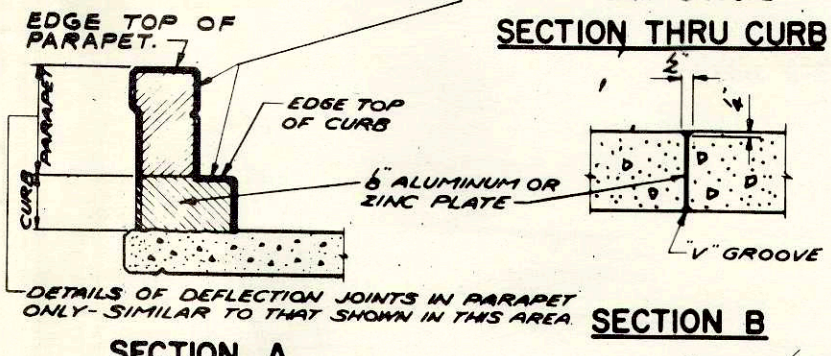 EDGE TOP OF
PARAPET.
SECTION THRU CURB
PARAPET
EDGE TOP
OF CURB
CURB
ALUMINUM OR
ZINC PLATE
"V" GROOVE
DETAILS OF DEFLECTION JOINTS IN PARAPET
ONLY - SIMILAR TO THAT SHOWN IN THIS AREA
SECTION B